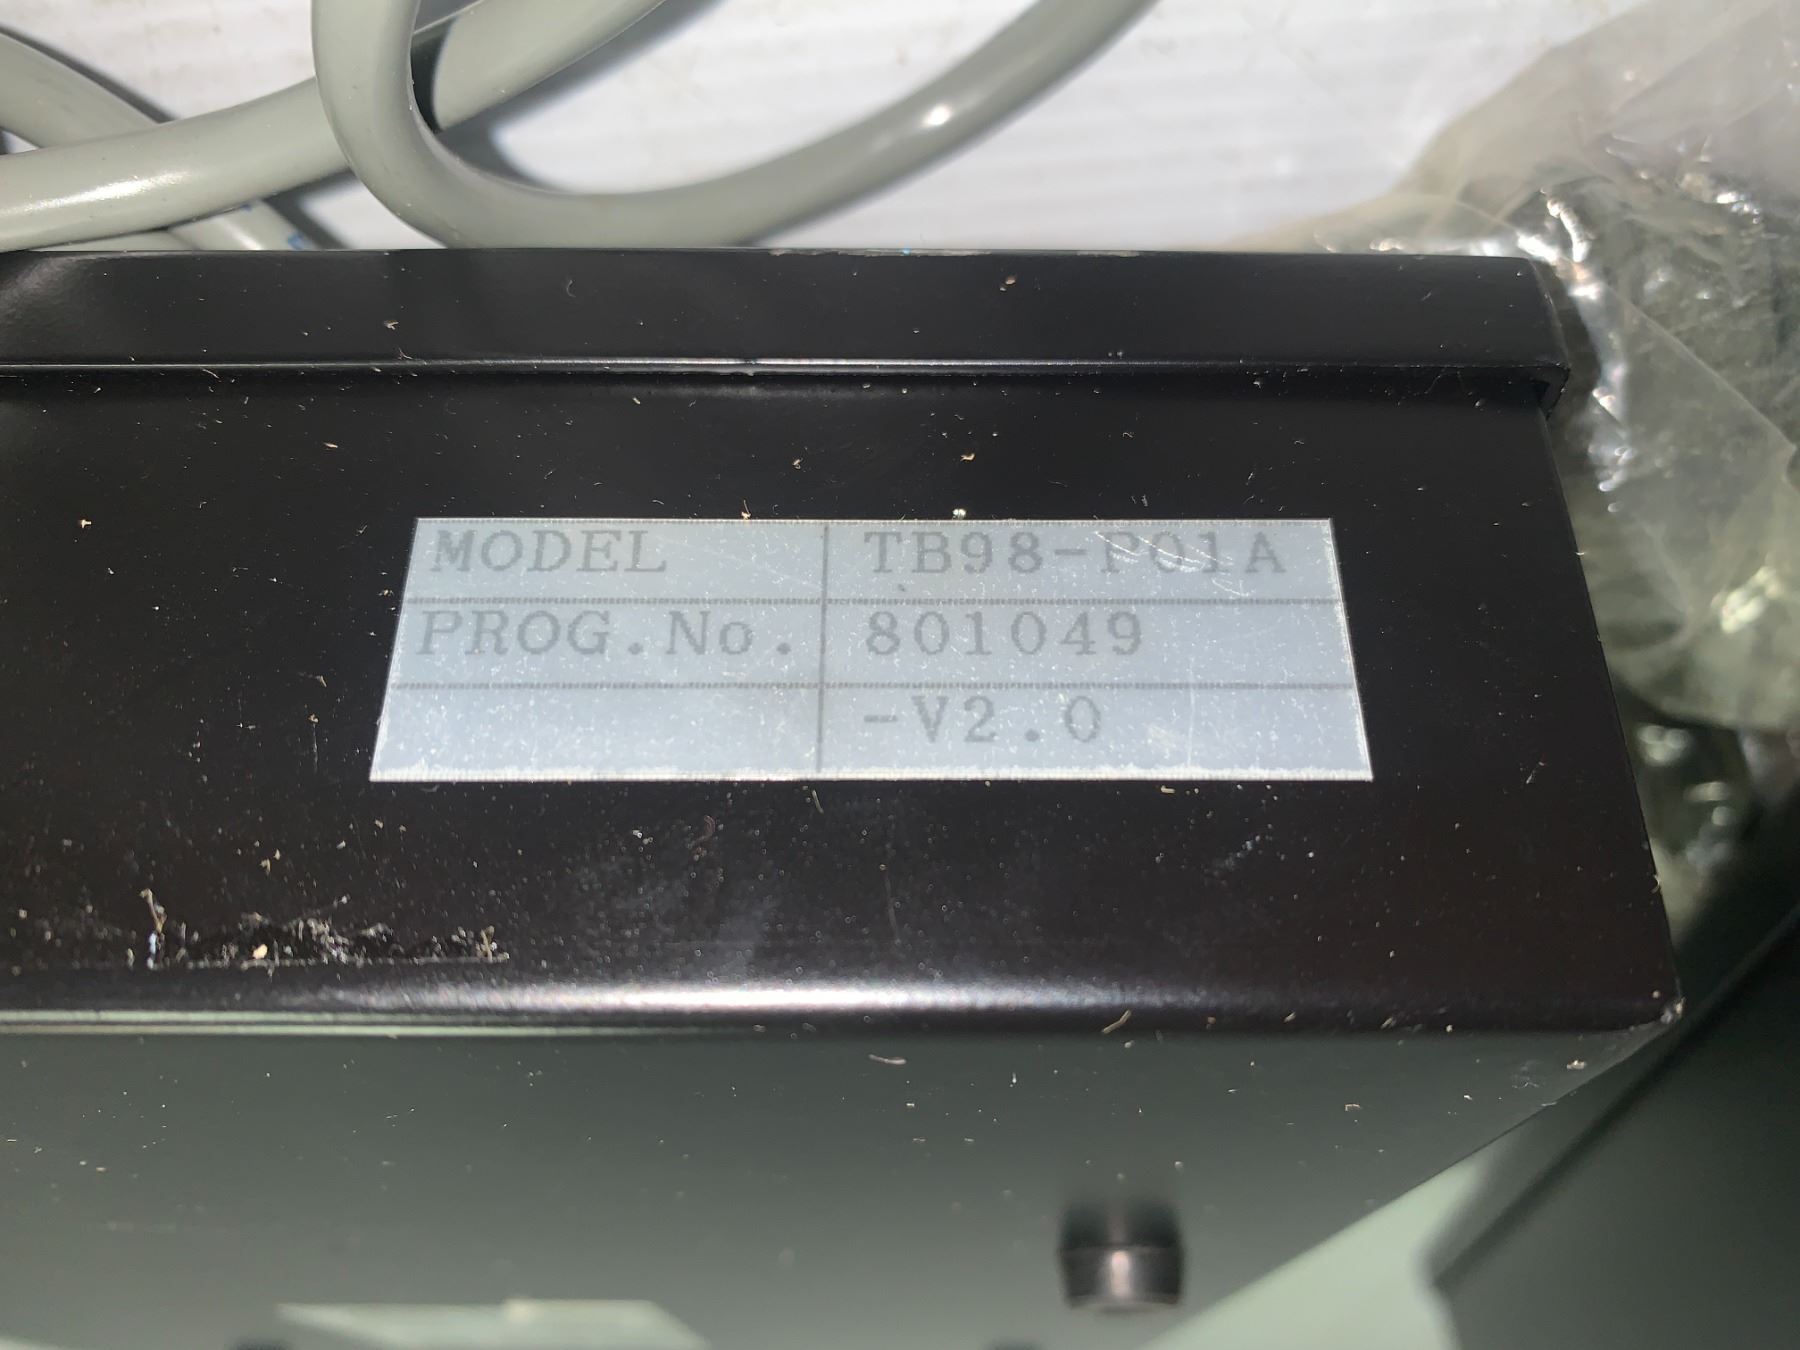 MODEL TB98-P01A
PROG.No. 801049
-V2.0